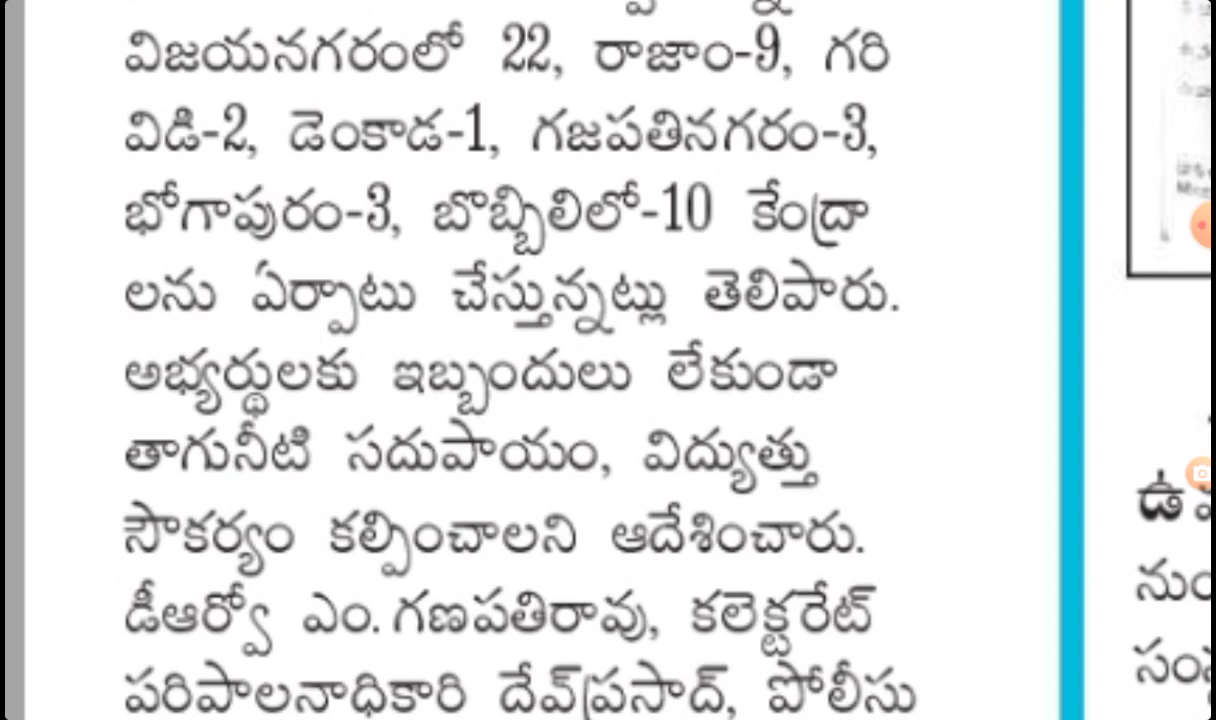 విజయనగరంలో 22, రాజాం-9, గరి
విడి-2, డెంకాడ-1, గజపతినగరం-3,
భోగాపురం-3, బొబ్బిలిలో-10 కేంద్రా
లను ఏర్పాటు చేస్తున్నట్లు తెలిపారు.
అభ్యర్థులకు ఇబ్బందులు లేకుండా
తాగునీటి సదుపాయం, విద్యుత్తు
సౌకర్యం కల్పించాలని ఆదేశించారు.
డీఆర్వో ఎం.గణపతిరావు, కలెక్టరేట్
పరిపాలనాధికారి దేవ్‌ప్రసాద్, పోలీసు